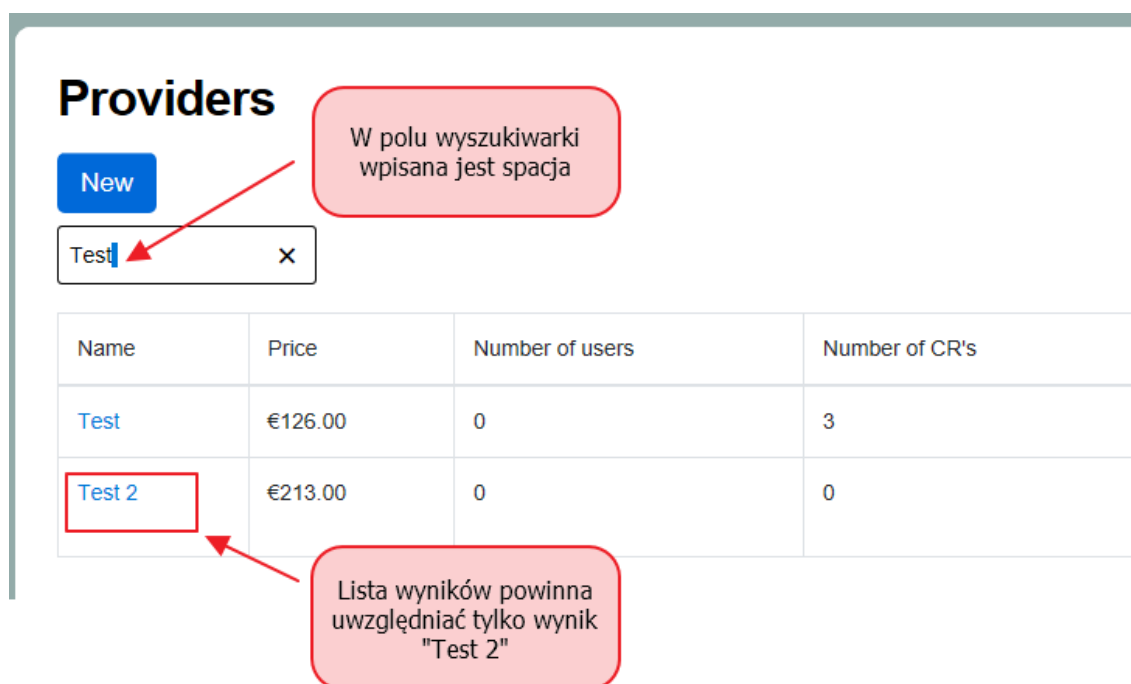 Providers
W polu wyszukiwarki
wpisana jest spacja
New
Test ×
Name Price Number of users Number of CR's
Test €126.00 0 3
Test 2 €213.00 0 0
Lista wyników powinna
uwzględniać tylko wynik
"Test 2"